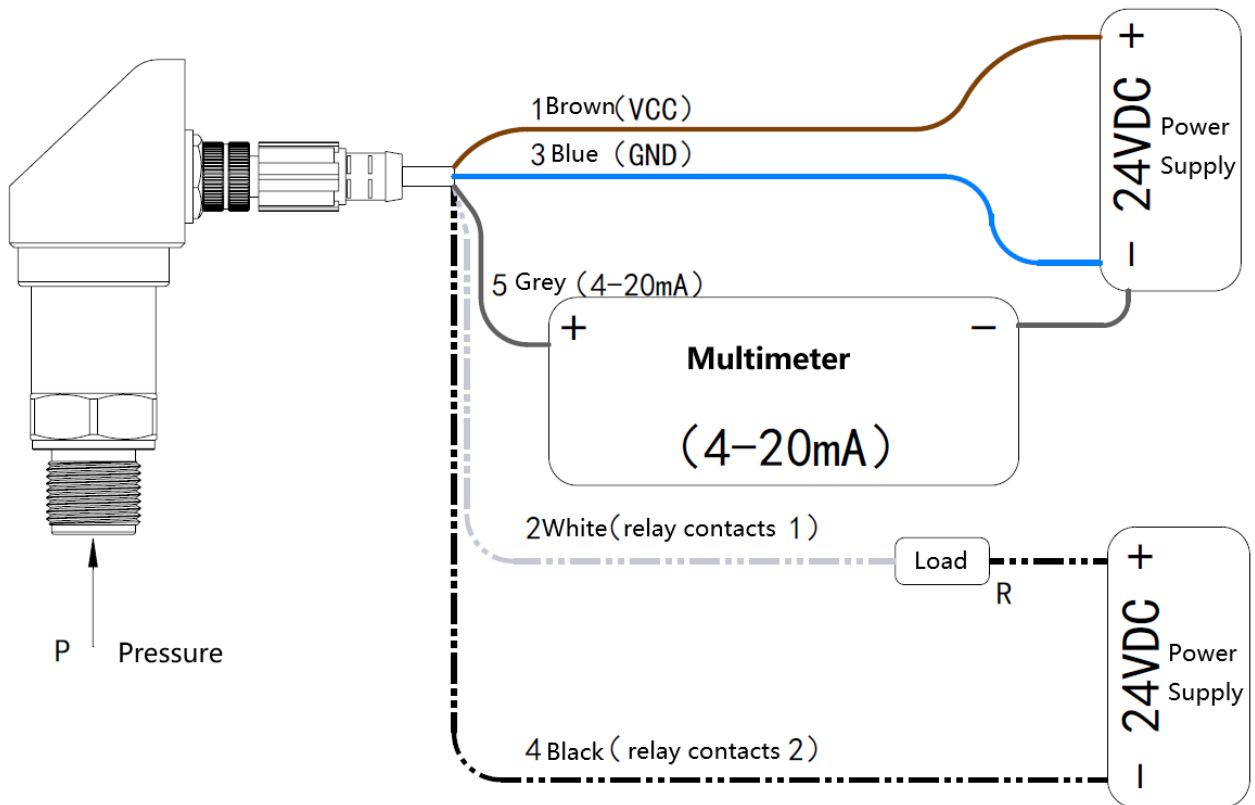 1Brown(VCC)
3 Blue (GND)
5 Grey (4-20mA)
+
24VDC
−
Power
Supply
+
−
Multimeter
(4-20mA)
2White(relay contacts 1)
Load
R
+
24VDC
−
Power
Supply
4 Black( relay contacts 2)
P Pressure